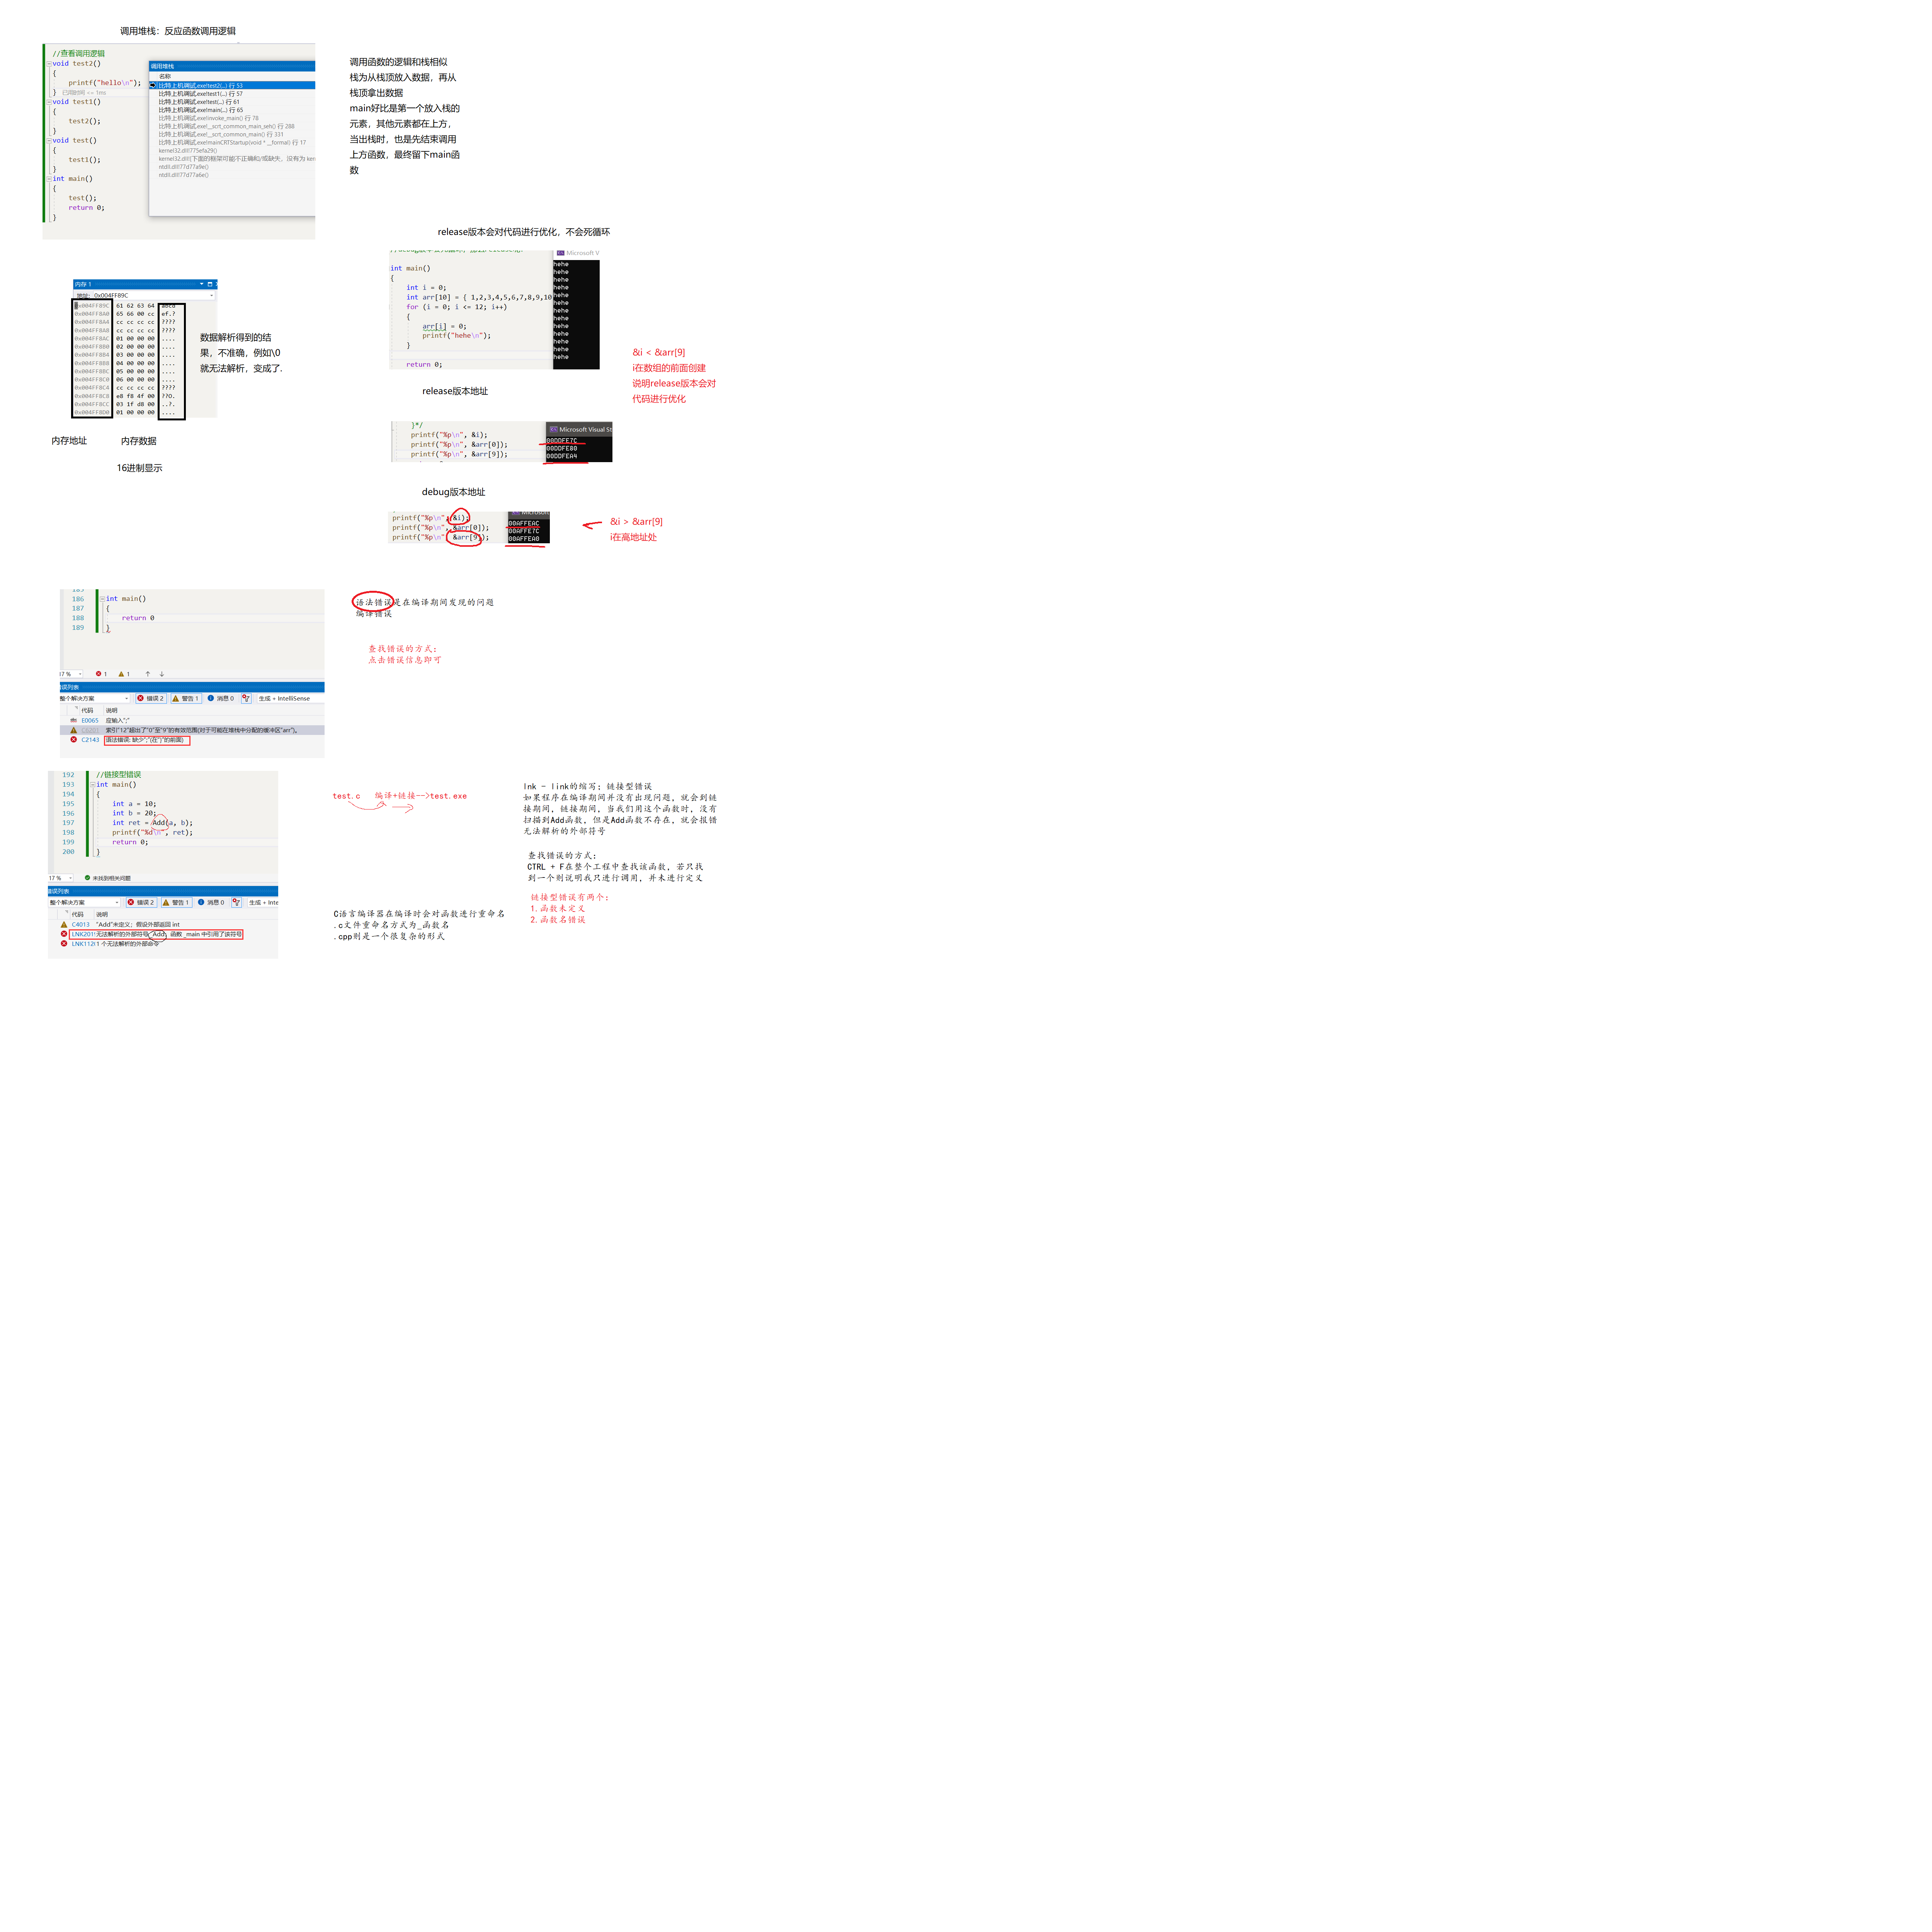 调用堆栈：反应函数调用逻辑
//查看调用逻辑
void test2()
{
printf("hello\n");
} 已用时间 <= 1ms
void test1()
{
test2();
}
void test()
{
test1();
}
int main()
{
test();
return 0;
}
调用堆栈
名称
比特上机调试.exe!test2(...) 行 53
比特上机调试.exe!test1(...) 行 57
比特上机调试.exe!test(...) 行 61
比特上机调试.exe!main(...) 行 65
比特上机调试.exe!invoke_main() 行 78
比特上机调试.exe!__scrt_common_main_seh() 行 288
比特上机调试.exe!__scrt_common_main() 行 331
比特上机调试.exe!mainCRTStartup(void * __formal) 行 17
kernel32.dll!775efa29()
kernel32.dll![下面的框架可能不正确和/或缺失，没有为 ker
ntdll.dll!77d77a9e()
ntdll.dll!77d77a6e()
调用函数的逻辑和栈相似
栈为从栈顶放入数据，再从
栈顶拿出数据
main好比是第一个放入栈的
元素，其他元素都在上方，
当出栈时，也是先结束调用
上方函数，最终留下main函
数
release版本会对代码进行优化，不会死循环
int main()
{
int i = 0;
int arr[10] = { 1,2,3,4,5,6,7,8,9,10
for (i = 0; i <= 12; i++)
{
arr[i] = 0;
printf("hehe\n");
}
return 0;
Microsoft V
hehe
hehe
hehe
hehe
hehe
hehe
hehe
hehe
hehe
hehe
hehe
hehe
hehe
&i < &arr[9]
i在数组的前面创建
说明release版本会对
代码进行优化
内存 1
地址: 0x004FF89C
0x004FF89C 61 62 63 64 abcd
0x004FF8A0 65 66 00 cc ef.?
0x004FF8A4 cc cc cc cc ????
0x004FF8A8 cc cc cc cc ????
0x004FF8AC 01 00 00 00 ....
0x004FF8B0 02 00 00 00 ....
0x004FF8B4 03 00 00 00 ....
0x004FF8B8 04 00 00 00 ....
0x004FF8BC 05 00 00 00 ....
0x004FF8C0 06 00 00 00 ....
0x004FF8C4 cc cc cc cc ????
0x004FF8C8 e8 f8 4f 00 ??O.
0x004FF8CC 03 1f d8 00 ..?.
0x004FF8D0 01 00 00 00 ....
数据解析得到的结
果，不准确，例如\0
就无法解析，变成了.
内存地址 内存数据
16进制显示
release版本地址
}*/
printf("%p\n", &i);
printf("%p\n", &arr[0]);
printf("%p\n", &arr[9]);
Microsoft Visual St
00DDFE7C
00DDFE80
00DDFEA4
debug版本地址
printf("%p\n", &i);
printf("%p\n", &arr[0]);
printf("%p\n", &arr[9]);
00AFFEAC
00AFFE7C
00AFFEA0
&i > &arr[9]
i在高地址处
186 int main()
187 {
188 return 0
189 }
17 % 1 1 ↑ ↓
错误列表
整个解决方案 错误 2 警告 1 消息 0 生成 + IntelliSense
代码 说明
E0065 应输入“;”
索引“12”超出了“0”至“9”的有效范围(对于可能在堆栈中分配的缓冲区“arr”)。
C2143 语法错误: 缺少“;”(在“}”的前面)
语法错误是在编译期间发现的问题
编译错误
查找错误的方式：
点击错误信息即可
192 //链接型错误
193 int main()
194 {
195 int a = 10;
196 int b = 20;
197 int ret = Add(a, b);
198 printf("%d\n", ret);
199 return 0;
200 }
17 % 未找到相关问题
错误列表
整个解决方案 错误 2 警告 1 消息 0 生成 + Inte
代码 说明
C4013 “Add”未定义；假设外部返回 int
LNK2019 无法解析的外部符号 _Add，函数 _main 中引用了该符号
LNK1120 1 个无法解析的外部命令
test.c 编译+链接-->test.exe
lnk - link的缩写；链接型错误
如果程序在编译期间并没有出现问题，就会到链
接期间，链接期间，当我们用这个函数时，没有
扫描到Add函数，但是Add函数不存在，就会报错
无法解析的外部符号
查找错误的方式：
CTRL + F在整个工程中查找该函数，若只找
到一个则说明我只进行调用，并未进行定义
链接型错误有两个：
1.函数未定义
2.函数名错误
C语言编译器在编译时会对函数进行重命名
.c文件重命名方式为_函数名
.cpp则是一个很复杂的形式